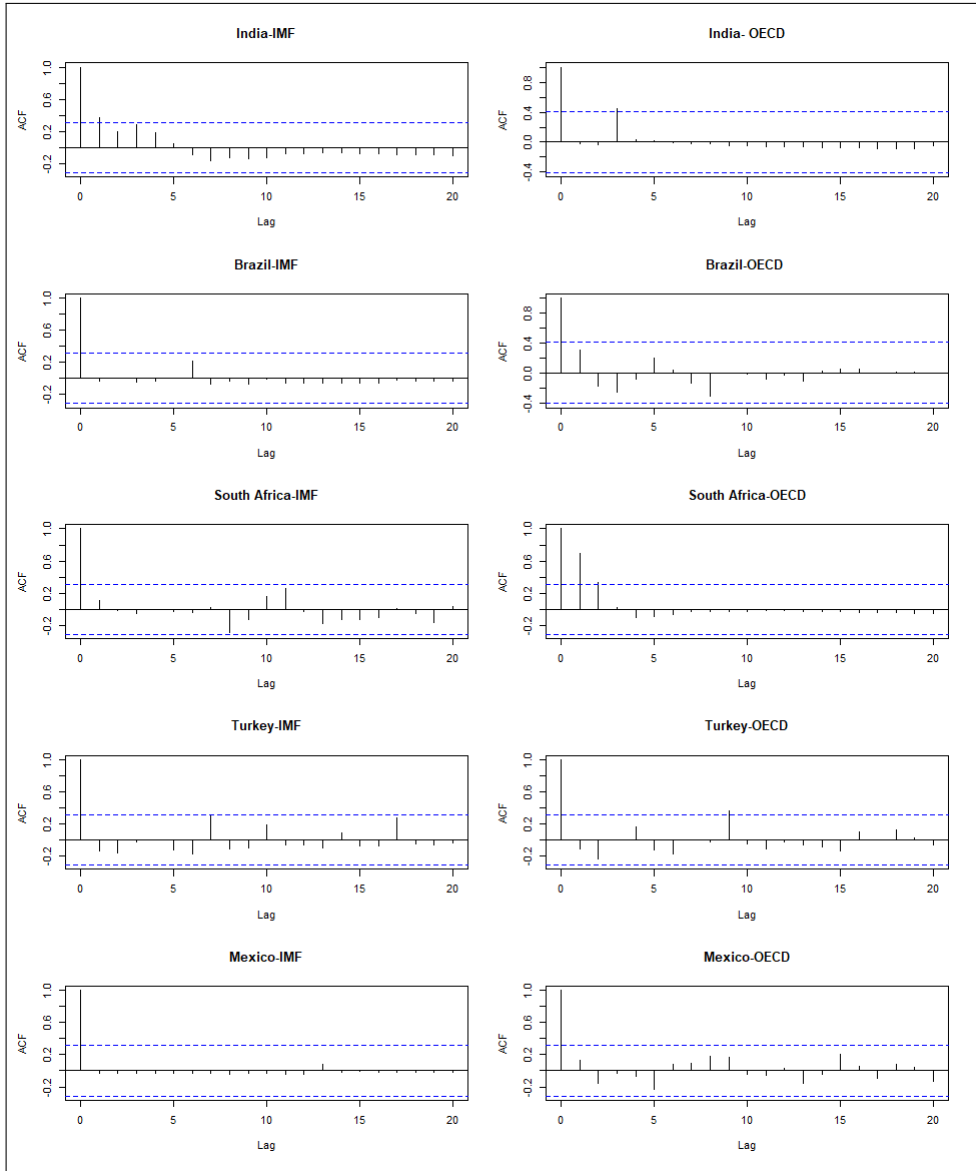 India-IMF
ACF
-0.2 0.2 0.6 1.0
0 5 10 15 20
Lag
India- OECD
ACF
-0.4 0.0 0.4 0.8
0 5 10 15 20
Lag
Brazil-IMF
ACF
-0.2 0.2 0.6 1.0
0 5 10 15 20
Lag
Brazil-OECD
ACF
-0.4 0.0 0.4 0.8
0 5 10 15 20
Lag
South Africa-IMF
ACF
-0.2 0.2 0.6 1.0
0 5 10 15 20
Lag
South Africa-OECD
ACF
-0.2 0.2 0.6 1.0
0 5 10 15 20
Lag
Turkey-IMF
ACF
-0.2 0.2 0.6 1.0
0 5 10 15 20
Lag
Turkey-OECD
ACF
-0.2 0.2 0.6 1.0
0 5 10 15 20
Lag
Mexico-IMF
ACF
-0.2 0.2 0.6 1.0
0 5 10 15 20
Lag
Mexico-OECD
ACF
-0.2 0.2 0.6 1.0
0 5 10 15 20
Lag